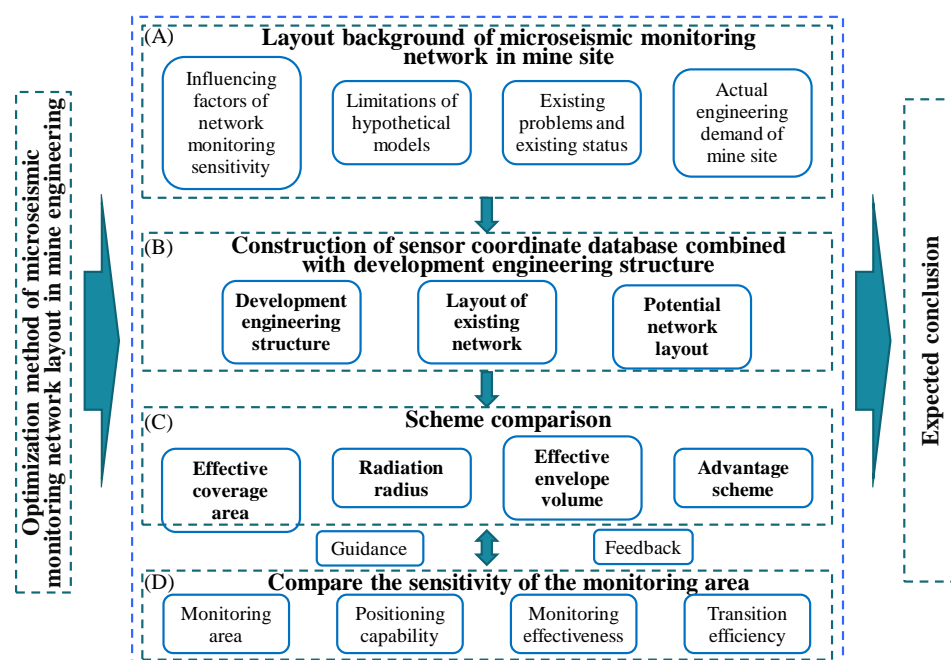 Optimization method of microseismic
monitoring network layout in mine engineering
(A)
Layout background of microseismic monitoring
network in mine site
Influencing
factors of
network
monitoring
sensitivity
Limitations of
hypothetical
models
Existing
problems and
existing status
Actual
engineering
demand of
mine site
(B)
Construction of sensor coordinate database combined
with development engineering structure
Development
engineering
structure
Layout of
existing
network
Potential
network
layout
(C)
Scheme comparison
Effective
coverage
area
Radiation
radius
Effective
envelope
volume
Advantage
scheme
Guidance
Feedback
(D)
Compare the sensitivity of the monitoring area
Monitoring
area
Positioning
capability
Monitoring
effectiveness
Transition
efficiency
Expected conclusion